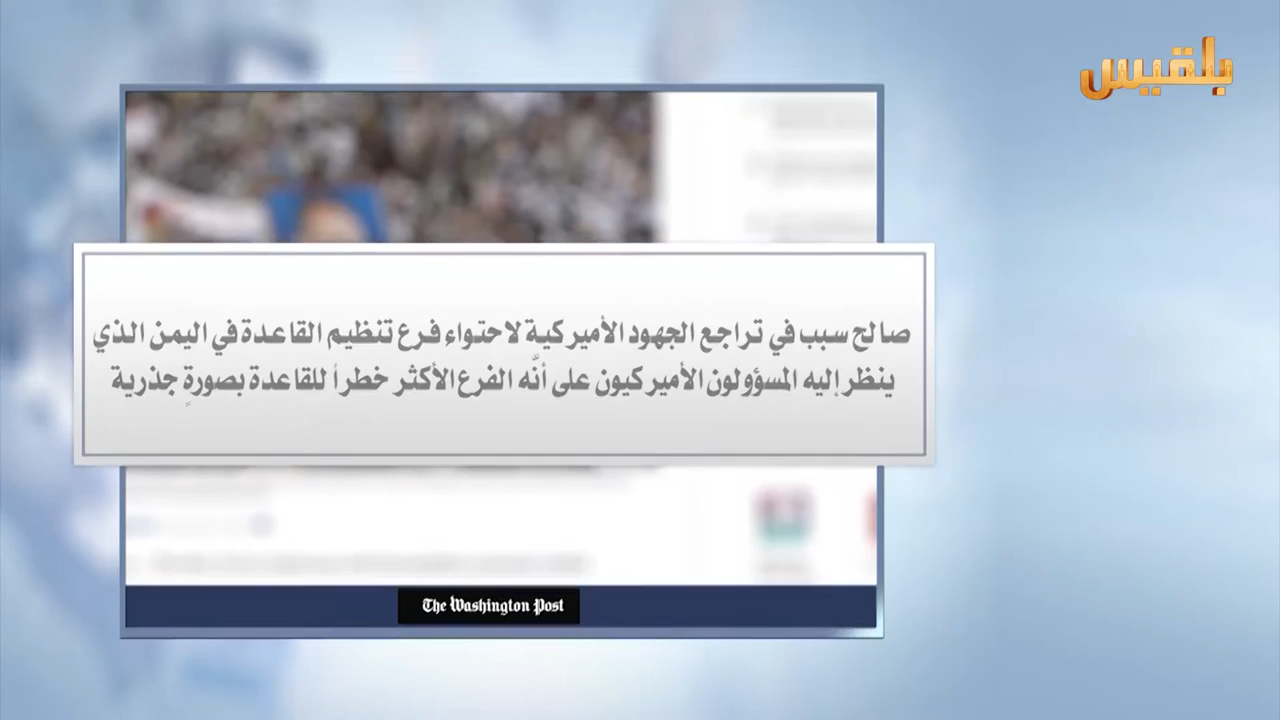 بلقيس
صالح سبب في تراجع الجهود الأميركية لاحتواء فرع تنظيم القاعدة في اليمن الذي
ينظر إليه المسؤولون الأميركيون على أنَّه الفرع الأكثر خطراً للقاعدة بصورةٍ جذرية
The Washington Post